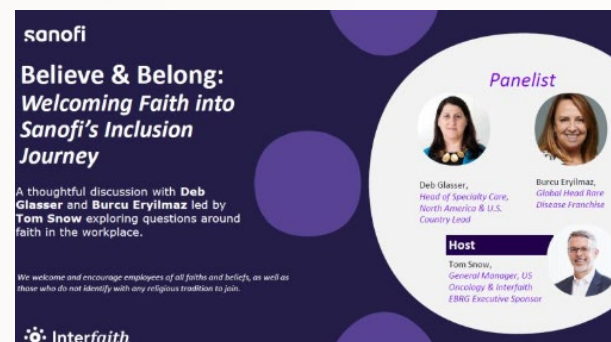 sanofi
Believe & Belong:
Welcoming Faith into
Sanofi's Inclusion
Journey
A thoughtful discussion with Deb
Glasser and Burcu Eryilmaz led by
Tom Snow exploring questions around
faith in the workplace.
We welcome and encourage employees of all faiths and beliefs, as well as
those who do not identify with any religious tradition to join.
Interfaith
Panelist
Deb Glasser,
Head of Specialty Care,
North America & U.S.
Country Lead
Burcu Eryilmaz,
Global Head Rare
Disease Franchise
Host
Tom Snow,
General Manager, US
Oncology & Interfaith
EBRG Executive Sponsor